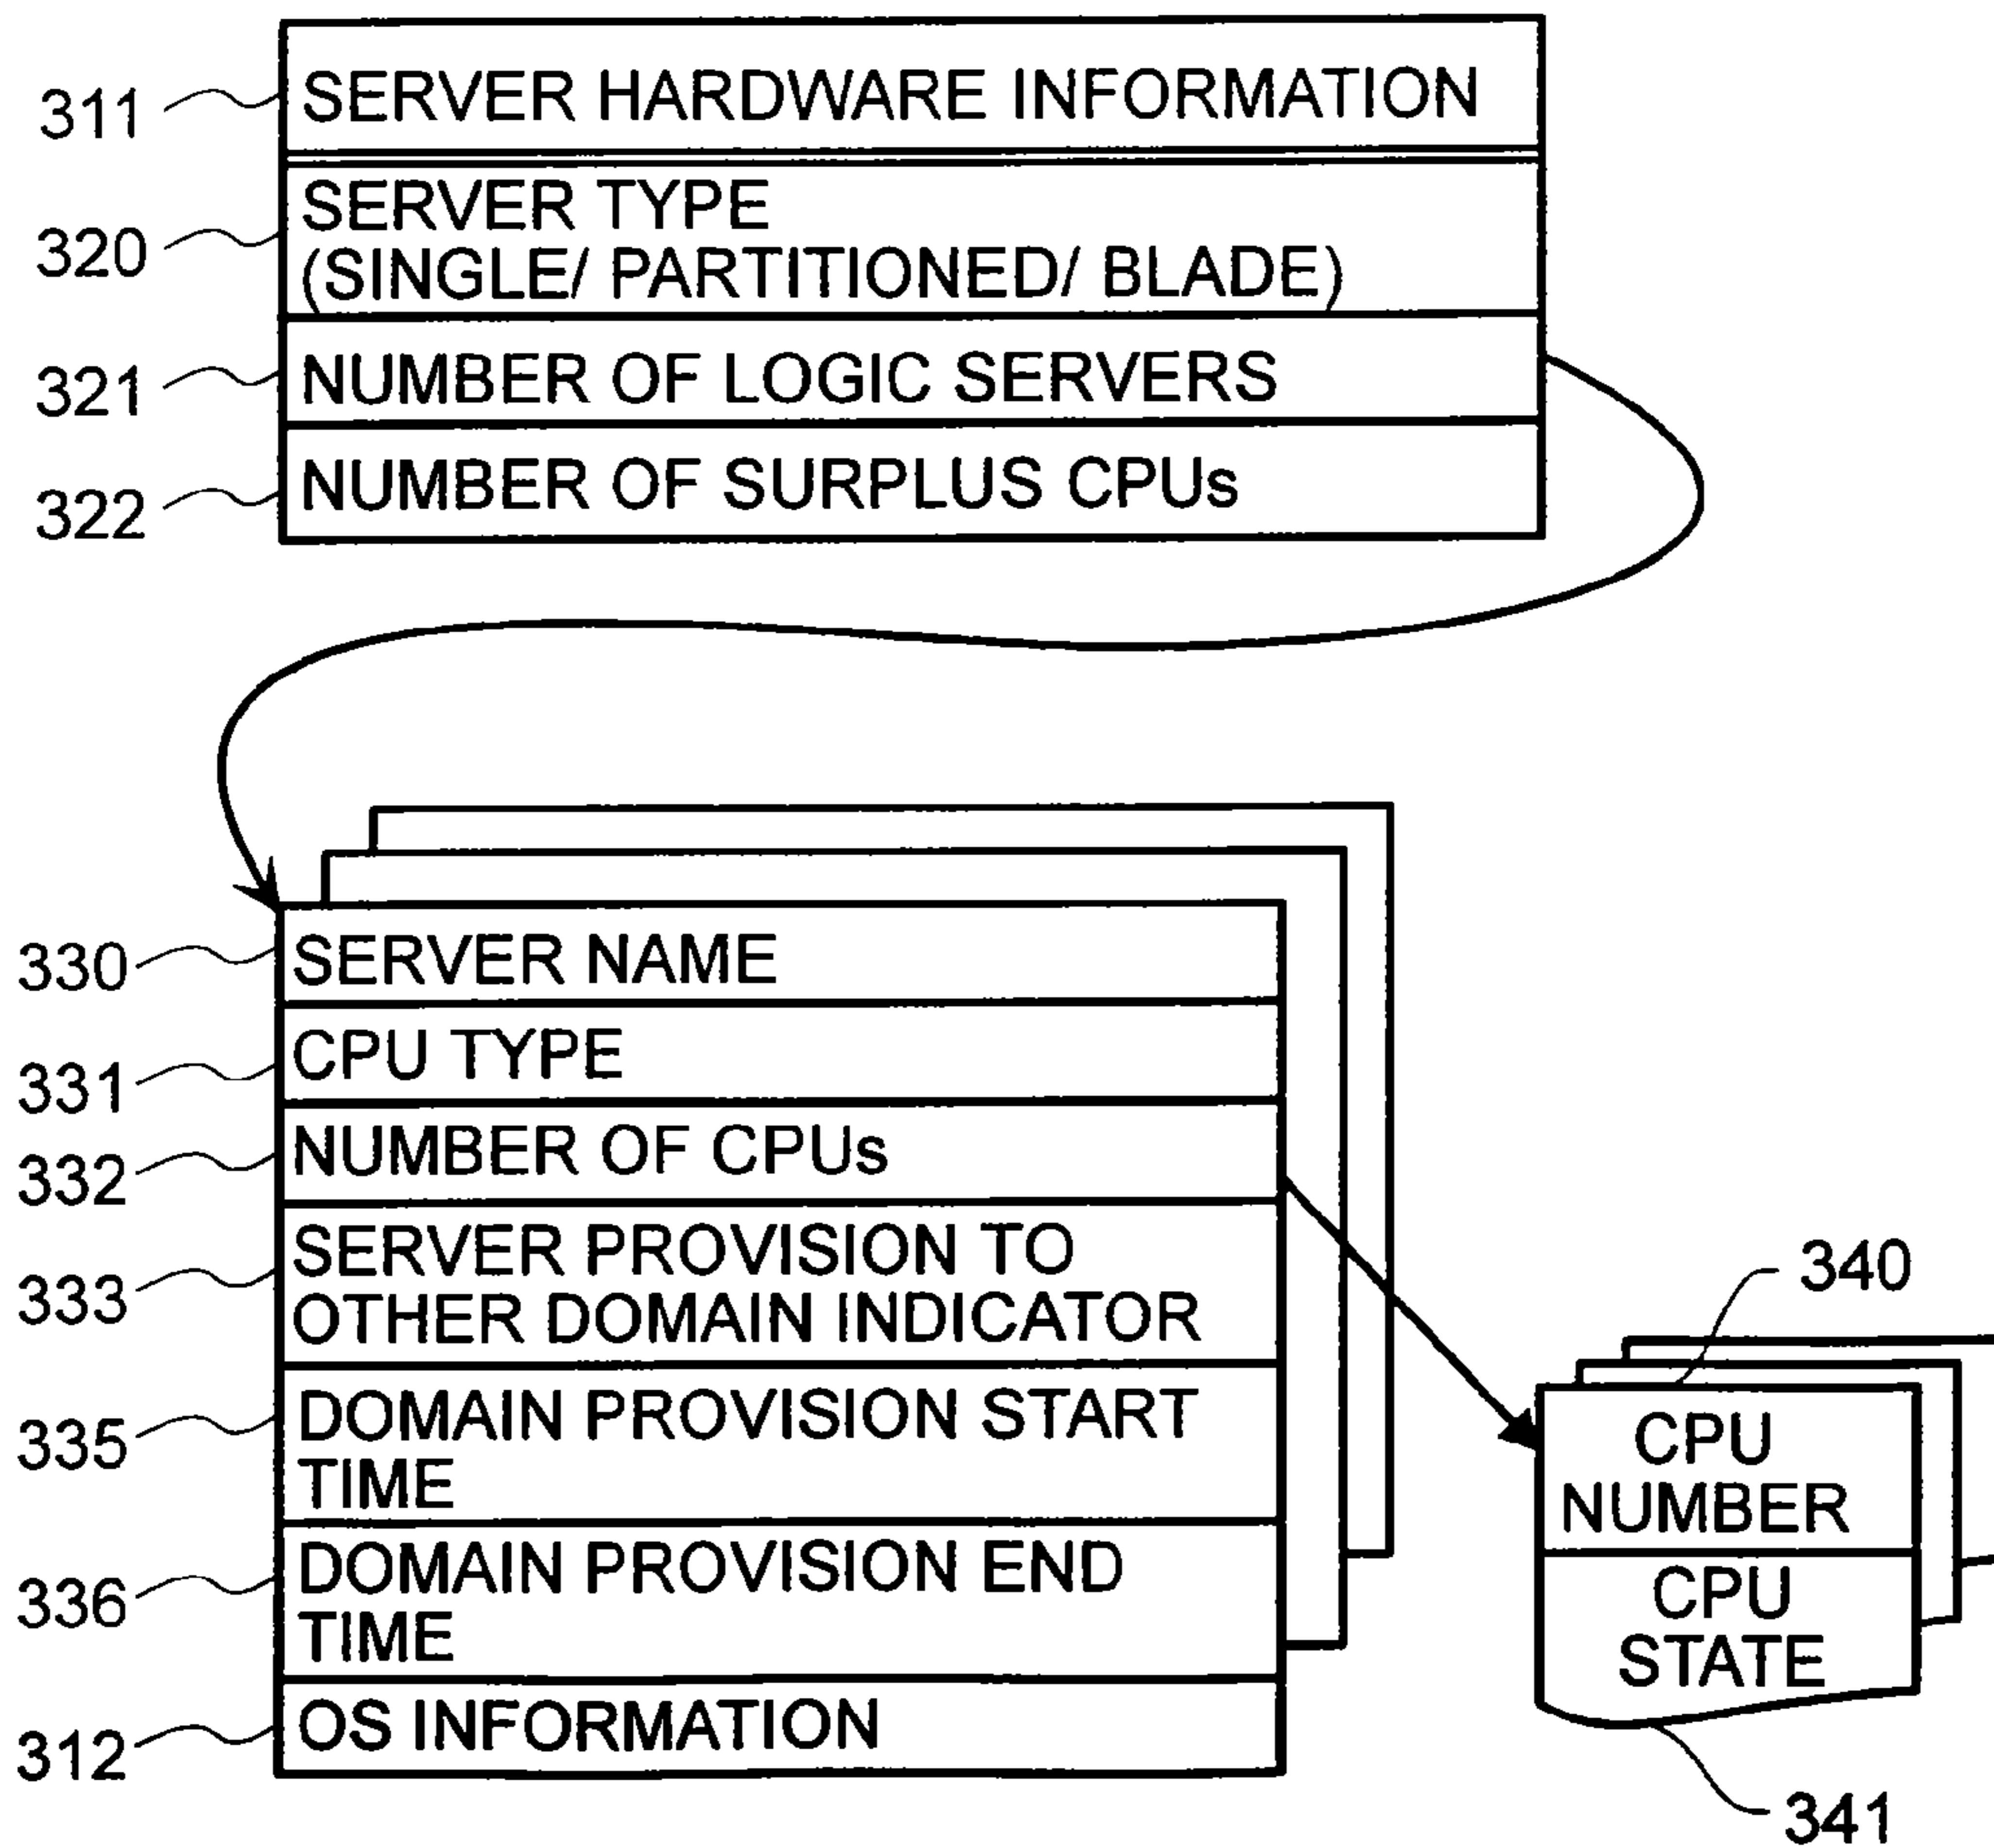 311 SERVER HARDWARE INFORMATION
320 SERVER TYPE
(SINGLE/ PARTITIONED/ BLADE)
321 NUMBER OF LOGIC SERVERS
322 NUMBER OF SURPLUS CPUs
330 SERVER NAME
331 CPU TYPE
332 NUMBER OF CPUs
333 SERVER PROVISION TO
OTHER DOMAIN INDICATOR
335 DOMAIN PROVISION START
TIME
336 DOMAIN PROVISION END
TIME
312 OS INFORMATION
340
CPU
NUMBER
CPU
STATE
341